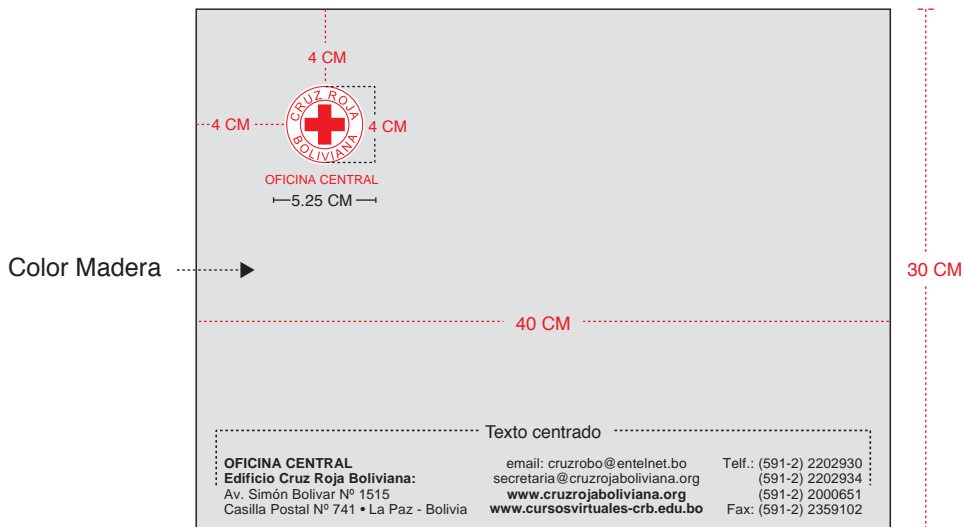 4 CM
4 CM
CRUZ ROJA
BOLIVIANA
4 CM
OFICINA CENTRAL
5.25 CM
Color Madera
30 CM
40 CM
Texto centrado
OFICINA CENTRAL
Edificio Cruz Roja Boliviana:
Av. Simón Bolivar Nº 1515
Casilla Postal Nº 741 • La Paz - Bolivia
email: cruzrobo@entelnet.bo
secretaria@cruzrojaboliviana.org
www.cruzrojaboliviana.org
www.cursosvirtuales-crb.edu.bo
Telf.: (591-2) 2202930
(591-2) 2202934
(591-2) 2000651
Fax: (591-2) 2359102